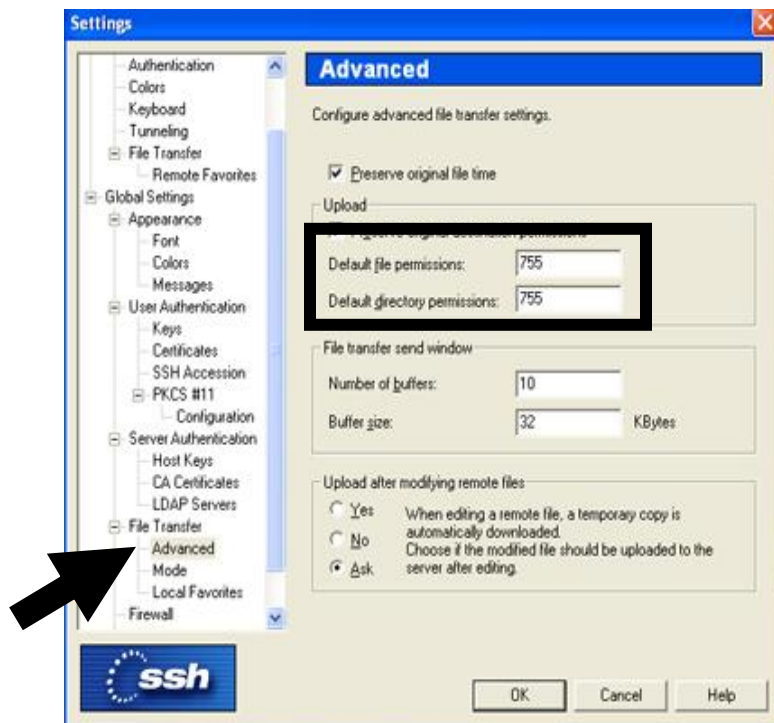 Settings
Authentication
Colors
Keyboard
Tunneling
File Transfer
Remote Favorites
Global Settings
Appearance
Font
Colors
Messages
User Authentication
Keys
Certificates
SSH Accession
PKCS #11
Configuration
Server Authentication
Host Keys
CA Certificates
LDAP Servers
File Transfer
Advanced
Mode
Local Favorites
Firewall
ssh
Advanced
Configure advanced file transfer settings.
Preserve original file time
Upload
Preserve original destination permissions
Default file permissions: 755
Default directory permissions: 755
File transfer send window
Number of buffers: 10
Buffer size: 32 KBytes
Upload after modifying remote files
Yes
No
Ask
When editing a remote file, a temporary copy is
automatically downloaded.
Choose if the modified file should be uploaded to the
server after editing.
OK Cancel Help